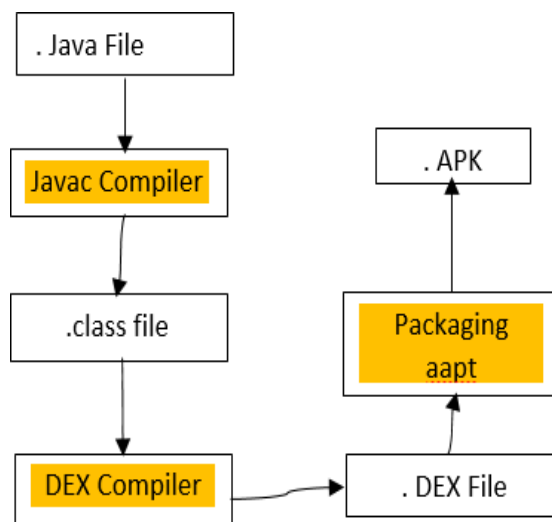 . Java File
Javac Compiler
.class file
DEX Compiler
. DEX File
Packaging
aapt
. APK